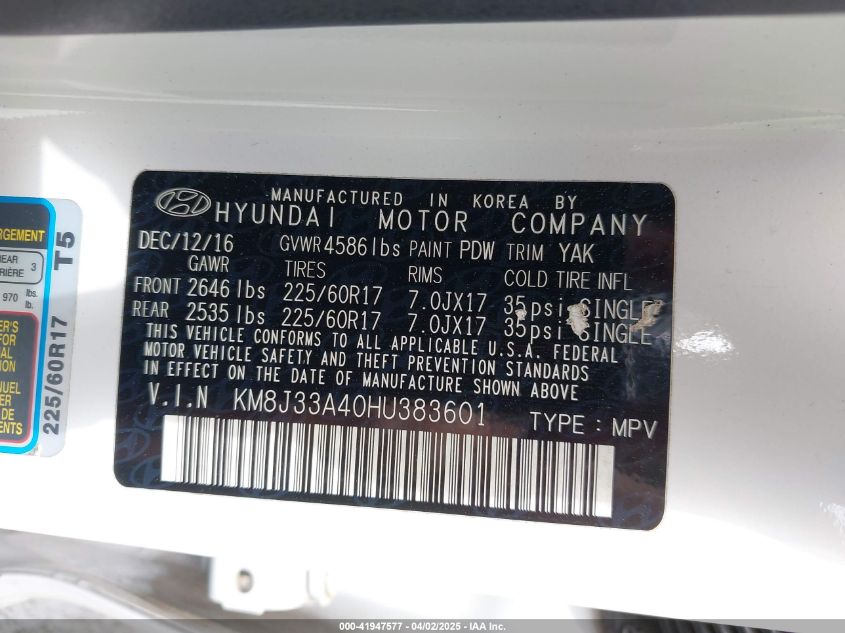 MANUFACTURED IN KOREA BY
HYUNDAI MOTOR COMPANY
DEC/12/16 GVWR 4586lbs PAINT PDW TRIM YAK
GAWR TIRES RIMS COLD TIRE INFL
FRONT 2646 lbs 225/60R17 7.0JX17 35psi SINGLE
REAR 2535 lbs 225/60R17 7.0JX17 35psi SINGLE
THIS VEHICLE CONFORMS TO ALL APPLICABLE U.S.A. FEDERAL
MOTOR VEHICLE SAFETY AND THEFT PREVENTION STANDARDS
IN EFFECT ON THE DATE OF MANUFACTURE SHOWN ABOVE
V.I.N KM8J33A40HU383601 TYPE : MPV
REAR 3
970 lbs.
225/60R17 T5
000-41947577 - 04/02/2025 - IAA Inc.